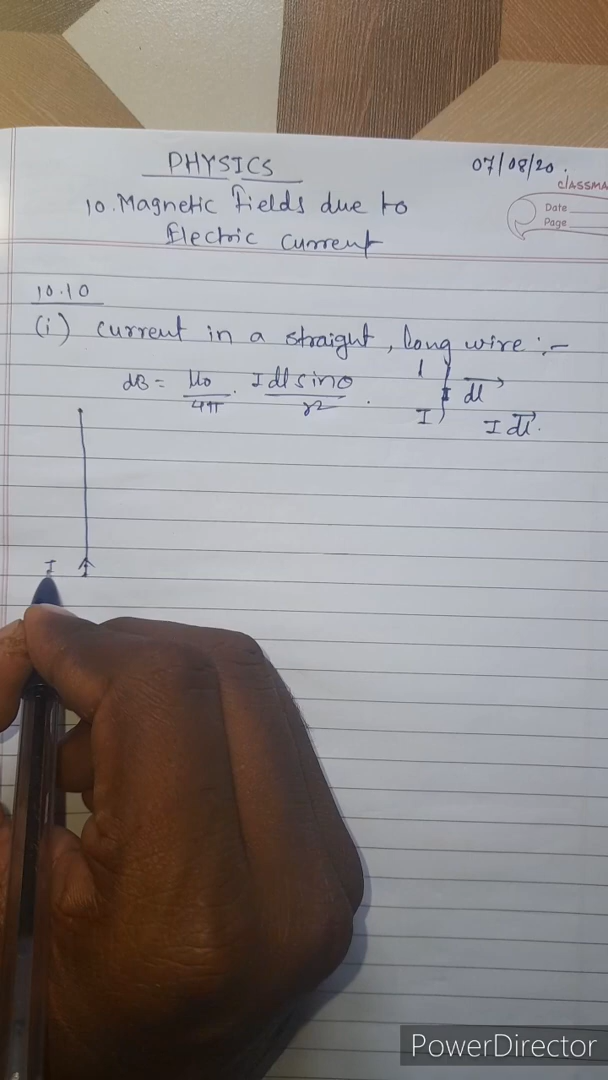 PHYSICS
07/08/20.
CLASSMA
Date
Page
10. Magnetic fields due to
Electric current
10.10
(i) current in a straight, long wire :-
dB = μ0/4π . I dl sinθ/r2 .
I dl
I
I dl.
I
PowerDirector